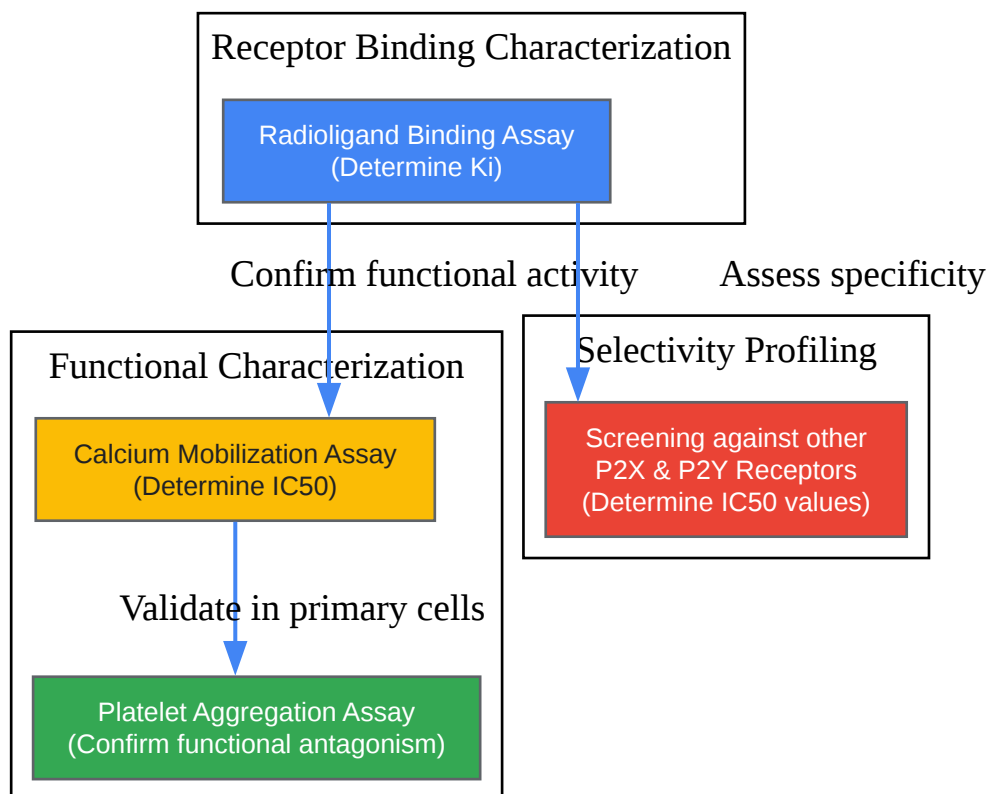 Receptor Binding Characterization
Radioligand Binding Assay
(Determine Ki)
Confirm functional activity
Assess specificity
Functional Characterization
Selectivity Profiling
Calcium Mobilization Assay
(Determine IC50)
Screening against other
P2X & P2Y Receptors
(Determine IC50 values)
Validate in primary cells
Platelet Aggregation Assay
(Confirm functional antagonism)